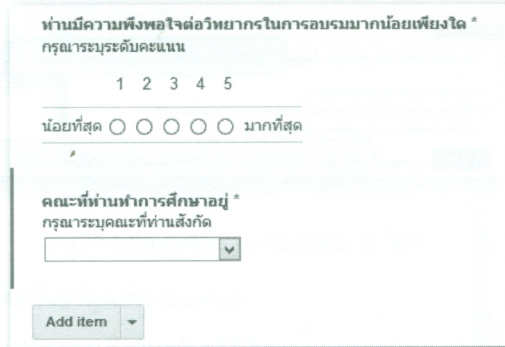 ท่านมีความพึงพอใจต่อวิทยากรในการอบรมมากน้อยเพียงใด *
กรุณาระบุระดับคะแนน
1 2 3 4 5
น้อยที่สุด มากที่สุด
คณะที่ท่านทำการศึกษาอยู่ *
กรุณาระบุคณะที่ท่านสังกัด
Add item